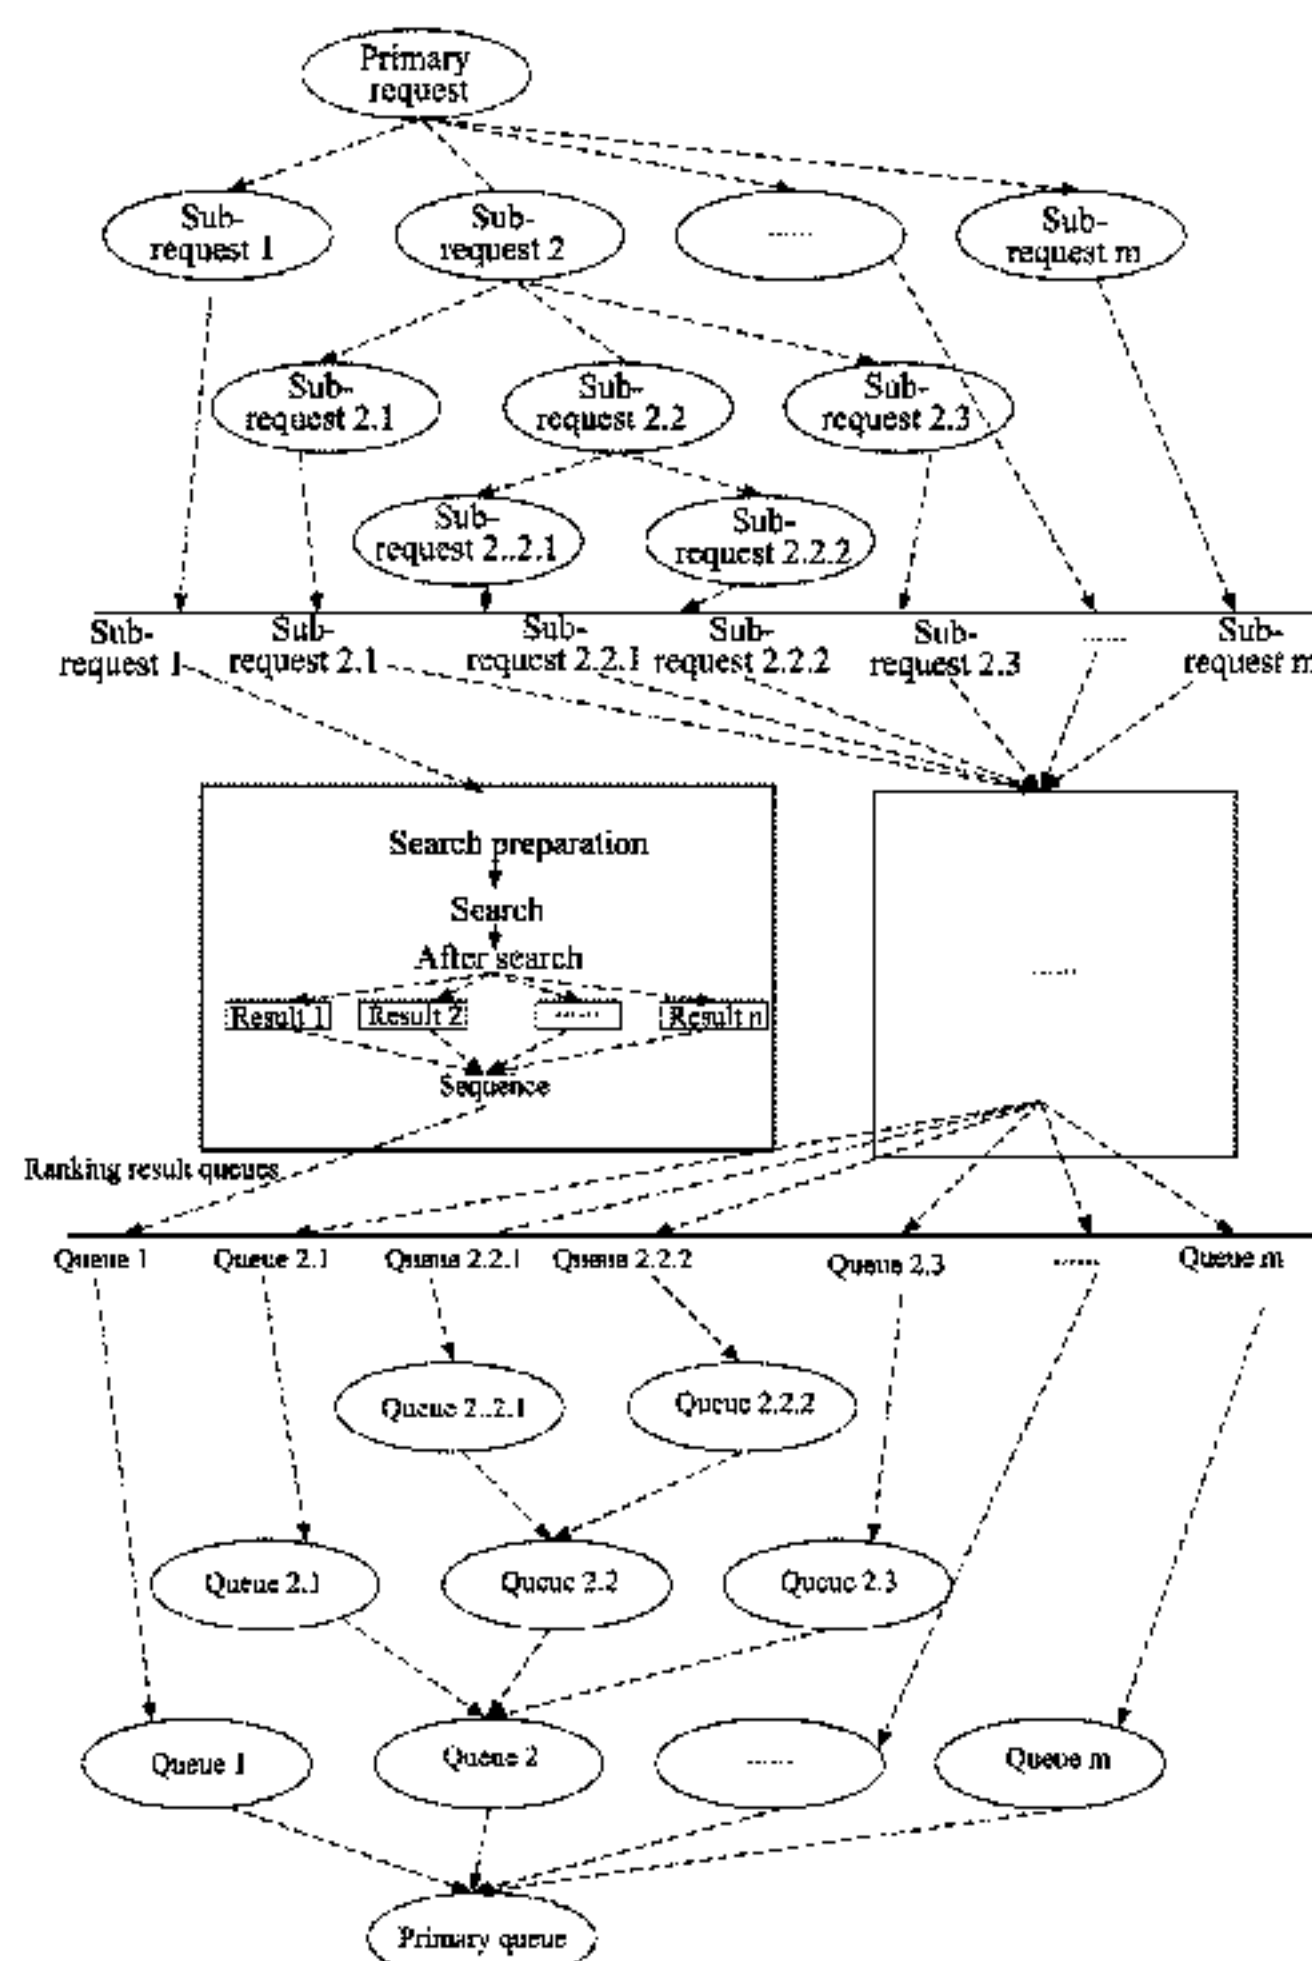 Primary
request
Sub-
request 1
Sub-
request 2
......
Sub-
request m
Sub-
request 2.1
Sub-
request 2.2
Sub-
request 2.3
Sub-
request 2..2.1
Sub-
request 2.2.2
Sub-
request 1
Sub-
request 2.1
Sub-
request 2.2.1
Sub-
request 2.2.2
Sub-
request 2.3
......
Sub-
request m
Search preparation
Search
After search
Result 1
Result 2
......
Result n
Sequence
......
Ranking result queues
Queue 1
Queue 2.1
Queue 2.2.1
Queue 2.2.2
Queue 2.3
......
Queue m
Queue 2..2.1
Queue 2.2.2
Queue 2.1
Queue 2.2
Queue 2.3
Queue 1
Queue 2
......
Queue m
Primary queue